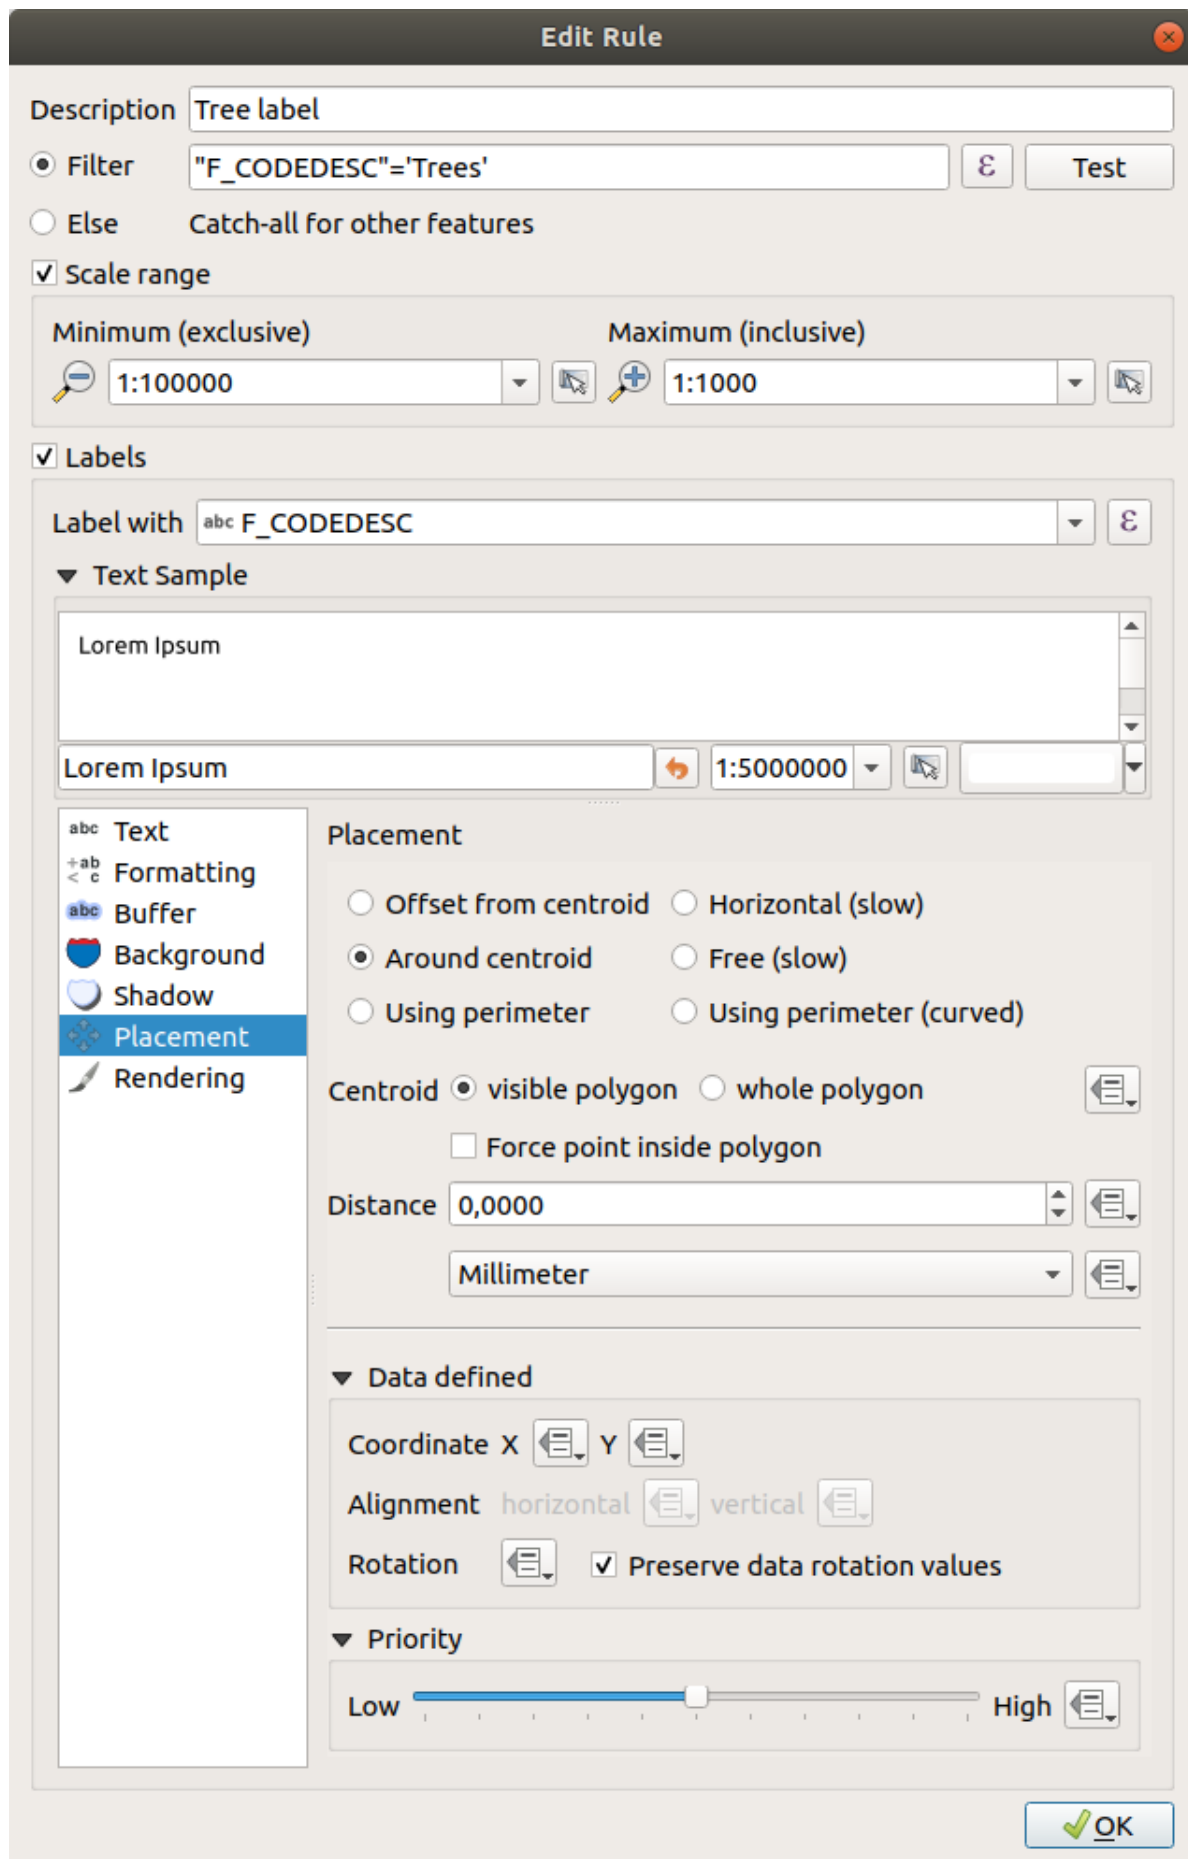 Edit Rule
Description Tree label
Filter "F_CODEDESC"='Trees' ε Test
Else Catch-all for other features
Scale range
Minimum (exclusive) Maximum (inclusive)
1:100000 1:1000
Labels
Label with abc F_CODEDESC ε
Text Sample
Lorem Ipsum
Lorem Ipsum 1:5000000
abc Text
+ab
< c Formatting
abc Buffer
Background
Shadow
Placement
Rendering
Placement
Offset from centroid Horizontal (slow)
Around centroid Free (slow)
Using perimeter Using perimeter (curved)
Centroid visible polygon whole polygon
Force point inside polygon
Distance 0,0000
Millimeter
Data defined
Coordinate X Y
Alignment horizontal vertical
Rotation Preserve data rotation values
Priority
Low High
OK